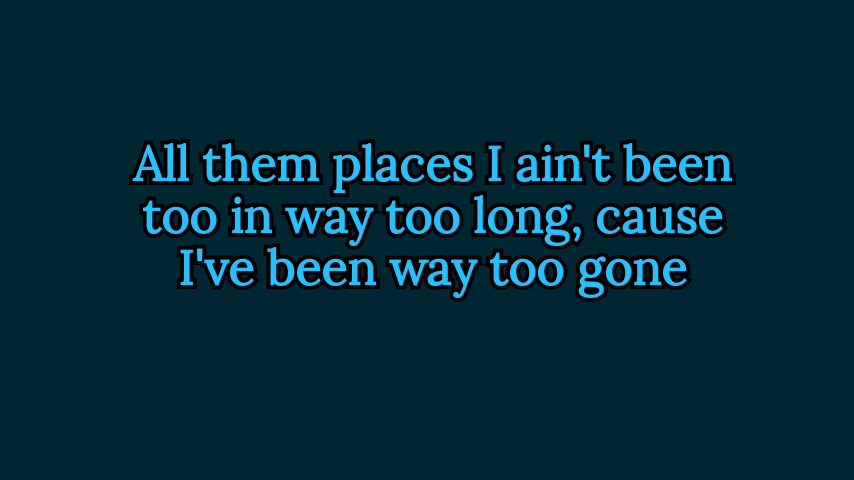 All them places I ain't been
too in way too long, cause
I've been way too gone